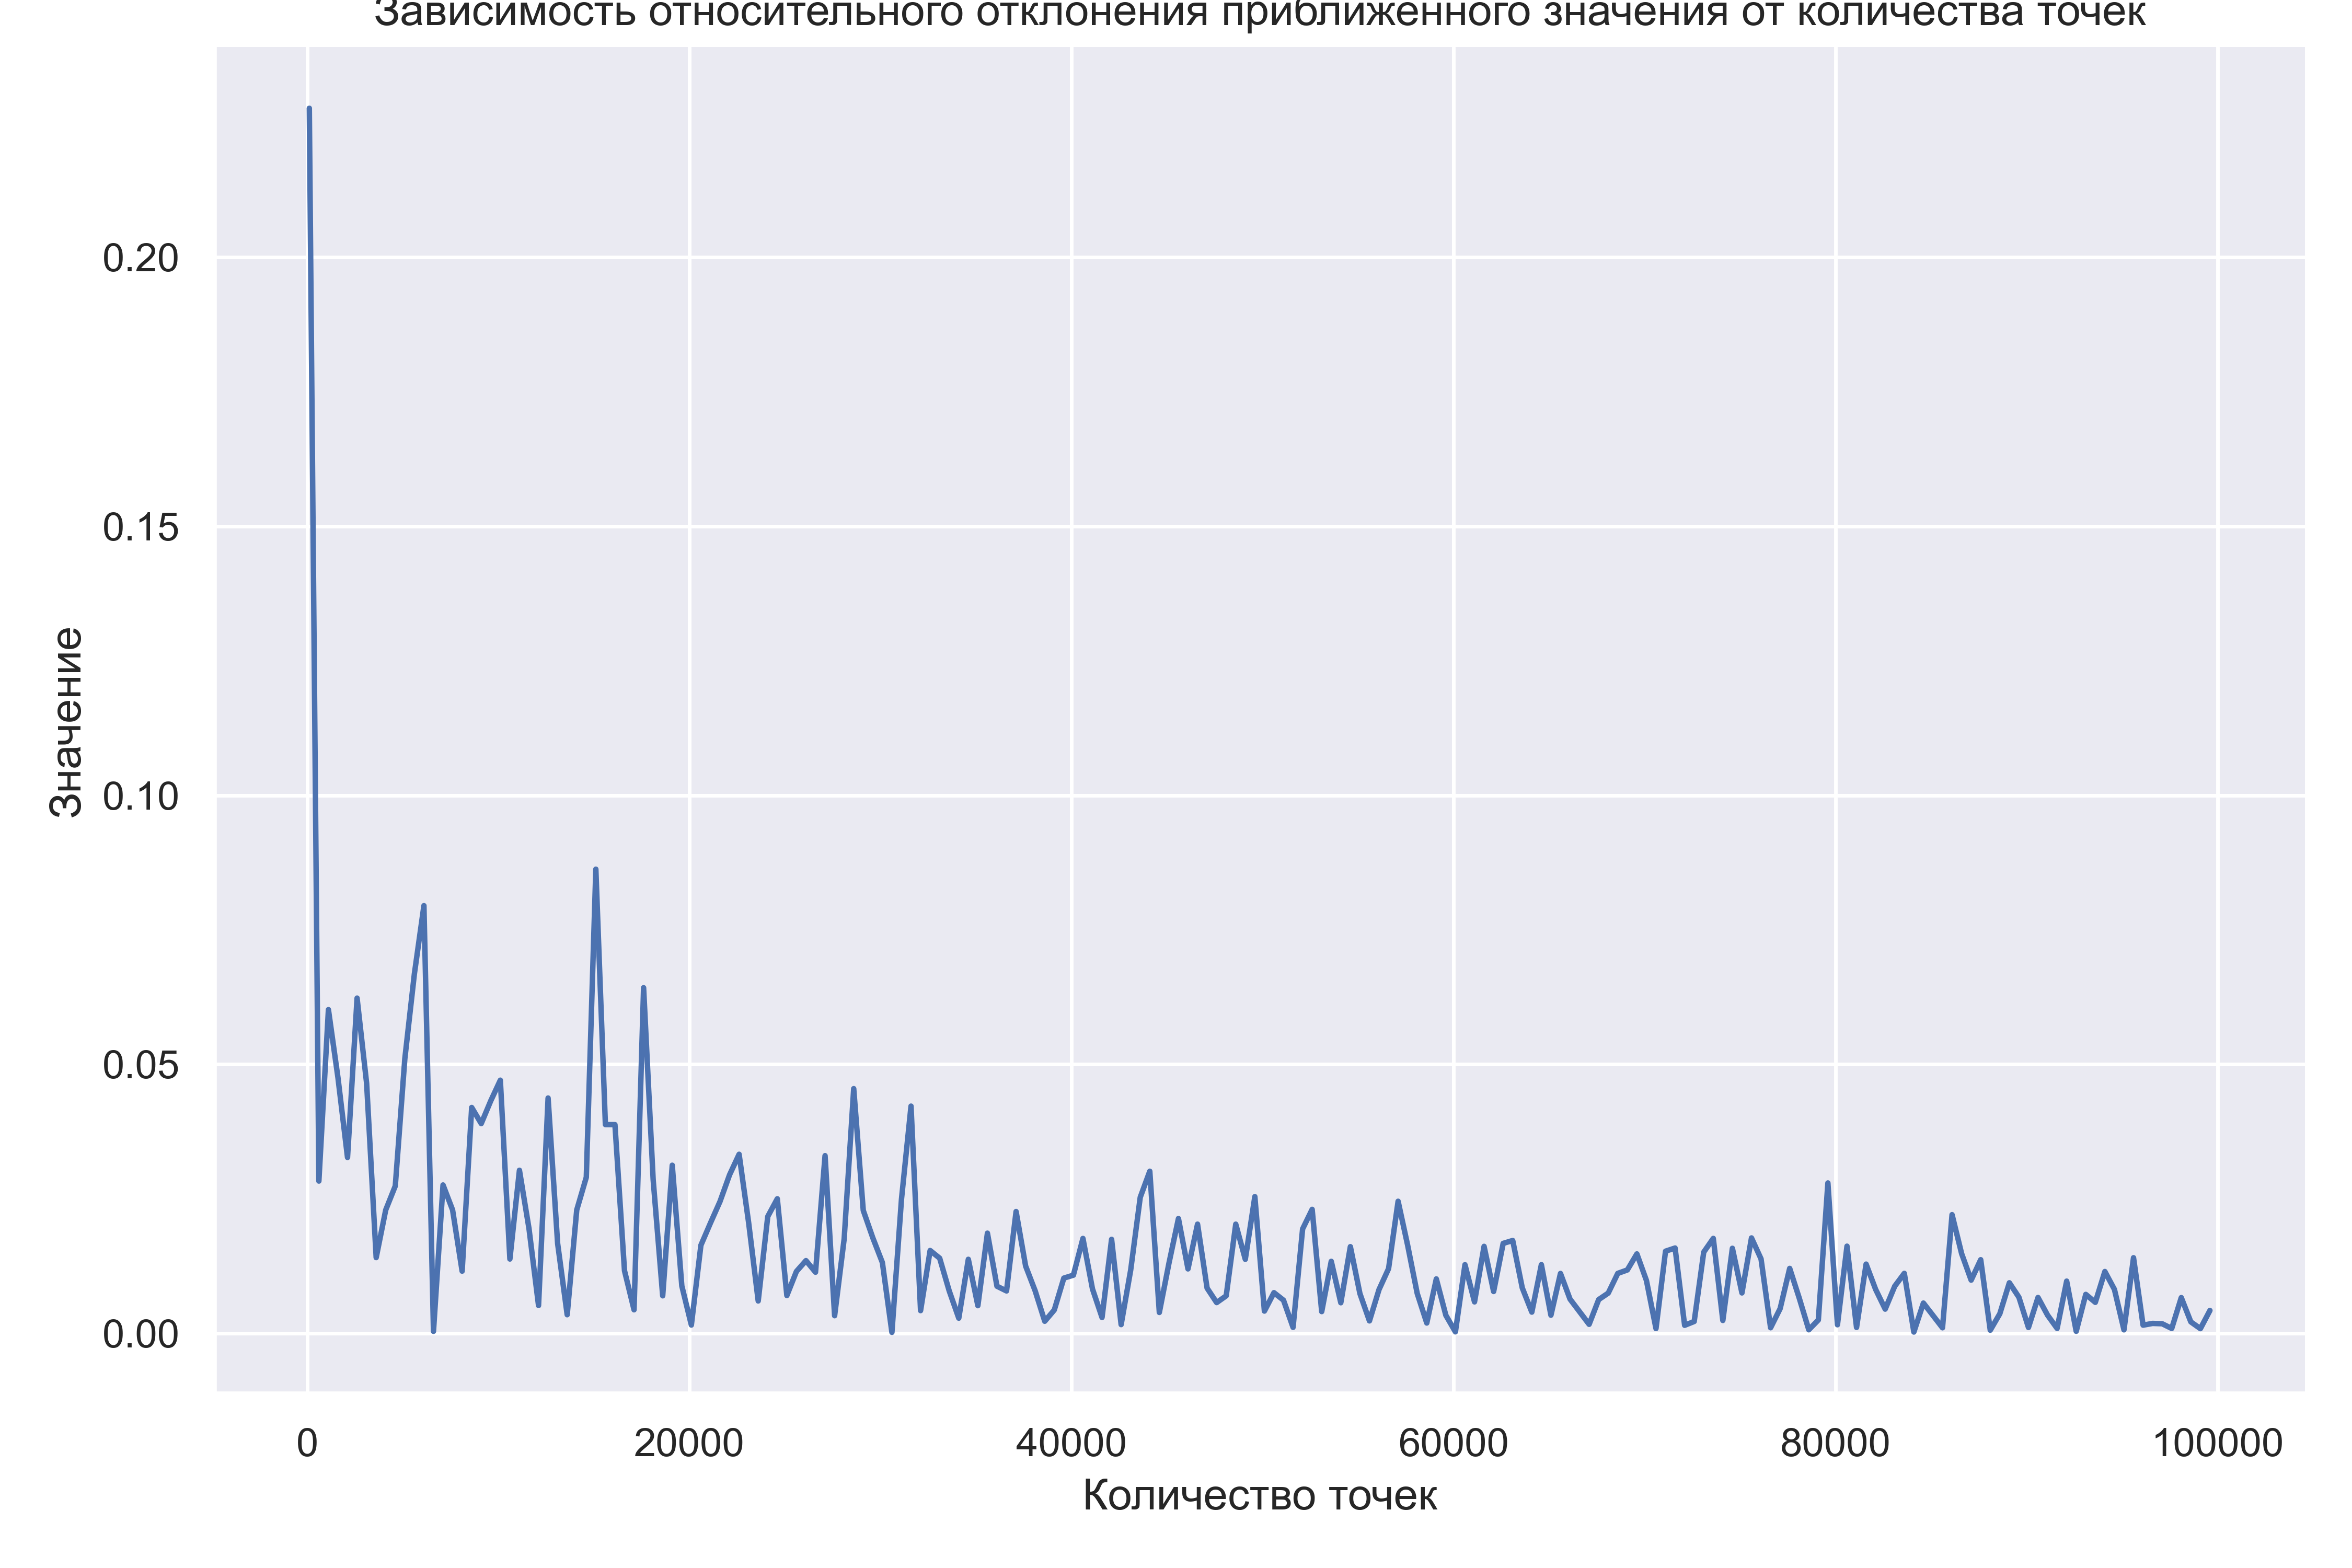 Зависимость относительного отклонения приближенного значения от количества точек
0.20
0.15
0.10
0.05
0.00
Значение
0 20000 40000 60000 80000 100000
Количество точек